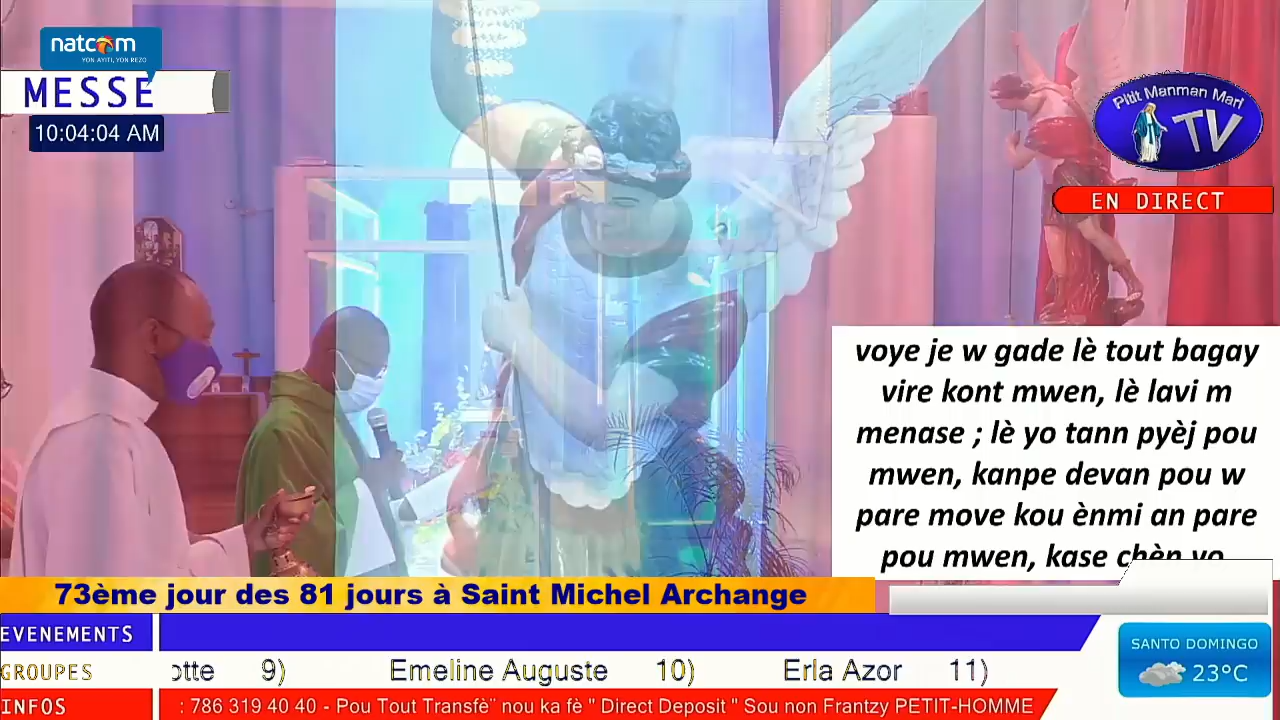 natcom
YON AYITI, YON REZO
MESSE
10:04:04 AM
Pitit Manman Mari
TV
EN DIRECT
voye je w gade lè tout bagay
vire kont mwen, lè lavi m
menase ; lè yo tann pyèj pou
mwen, kanpe devan pou w
pare move kou ènmi an pare
pou mwen, kase chèn yo
73ème jour des 81 jours à Saint Michel Archange
EVENEMENTS
SANTO DOMINGO
23°C
GROUPES
otte 9) Emeline Auguste 10) Erla Azor 11)
INFOS
: 786 319 40 40 - Pou Tout Transfè¨ nou ka fè " Direct Deposit " Sou non Frantzy PETIT-HOMME